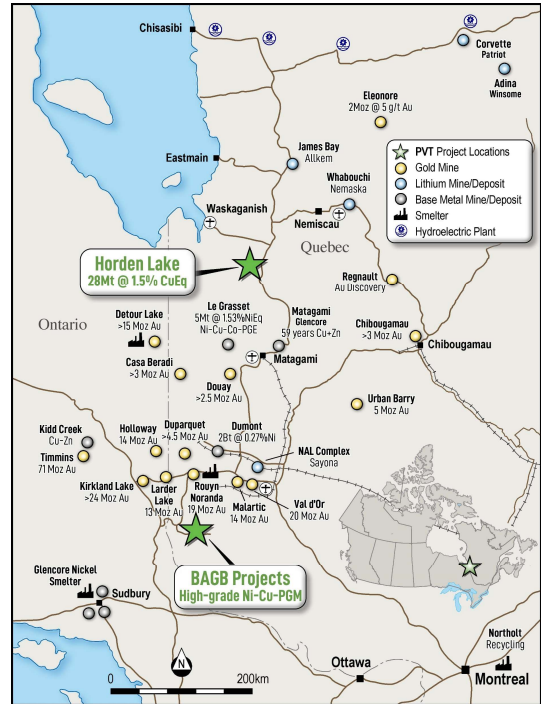 Chisasibi
Corvette
Patriot
Adina
Winsome
Eleonore
2Moz @ 5 g/t Au
PVT Project Locations
Gold Mine
Lithium Mine/Deposit
Base Metal Mine/Deposit
Smelter
Hydroelectric Plant
James Bay
Allkem
Eastmain
Whabouchi
Nemaska
Waskaganish
Nemiscau
Quebec
Horden Lake
28Mt @ 1.5% CuEq
Regnault
Au Discovery
Ontario
Detour Lake
>15 Moz Au
Le Grasset
5Mt @ 1.53%NiEq
Ni-Cu-Co-PGE
Matagami
Glencore
59 years Cu+Zn
Chibougamau
>3 Moz Au
Chibougamau
Matagami
Casa Beradi
>3 Moz Au
Douay
>2.5 Moz Au
Urban Barry
5 Moz Au
Kidd Creek
Cu-Zn
Timmins
71 Moz Au
Holloway
14 Moz Au
Duparquet
>4.5 Moz Au
Dumont
2Bt @ 0.27%Ni
NAL Complex
Sayona
Kirkland Lake
>24 Moz Au
Larder
Lake
13 Moz Au
Rouyn
Noranda
19 Moz Au
Malartic
14 Moz Au
Val d'Or
20 Moz Au
BAGB Projects
High-grade Ni-Cu-PGM
Glencore Nickel
Smelter
Sudbury
N
0 200km
Ottawa
Northolt
Recycling
Montreal